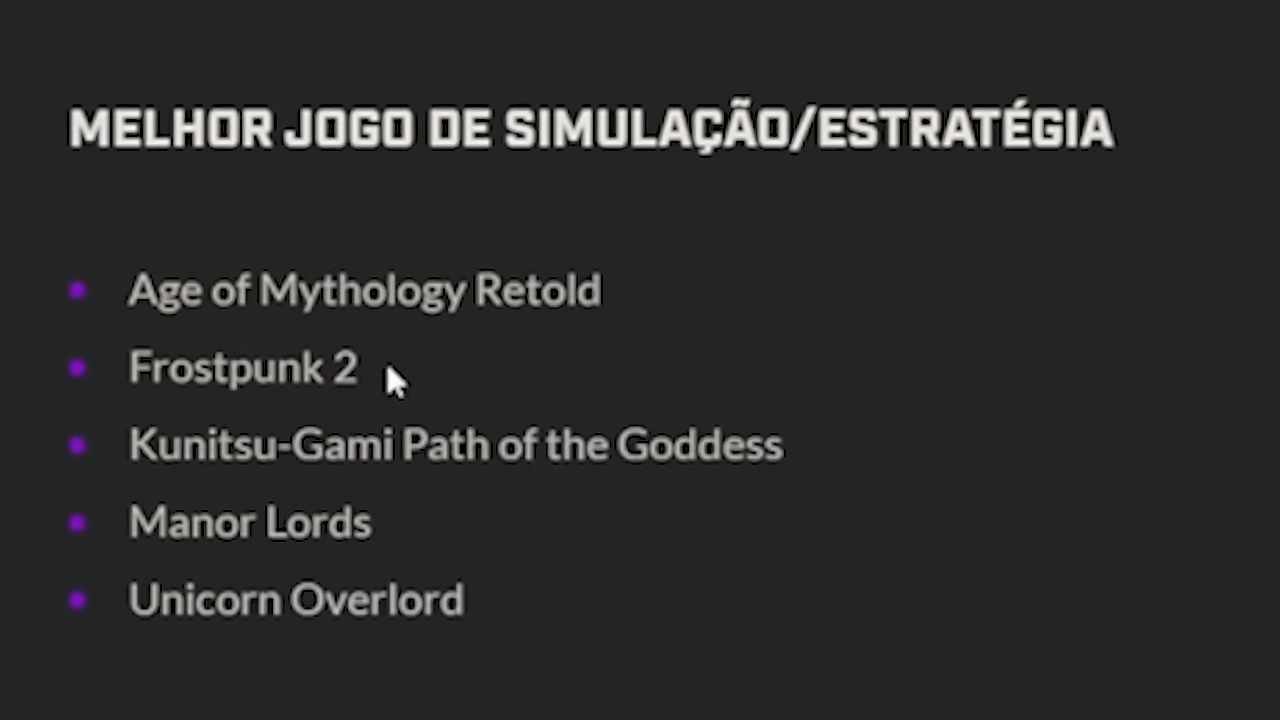 MELHOR JOGO DE SIMULAÇÃO/ESTRATÉGIA
Age of Mythology Retold
Frostpunk 2
Kunitsu-Gami Path of the Goddess
Manor Lords
Unicorn Overlord